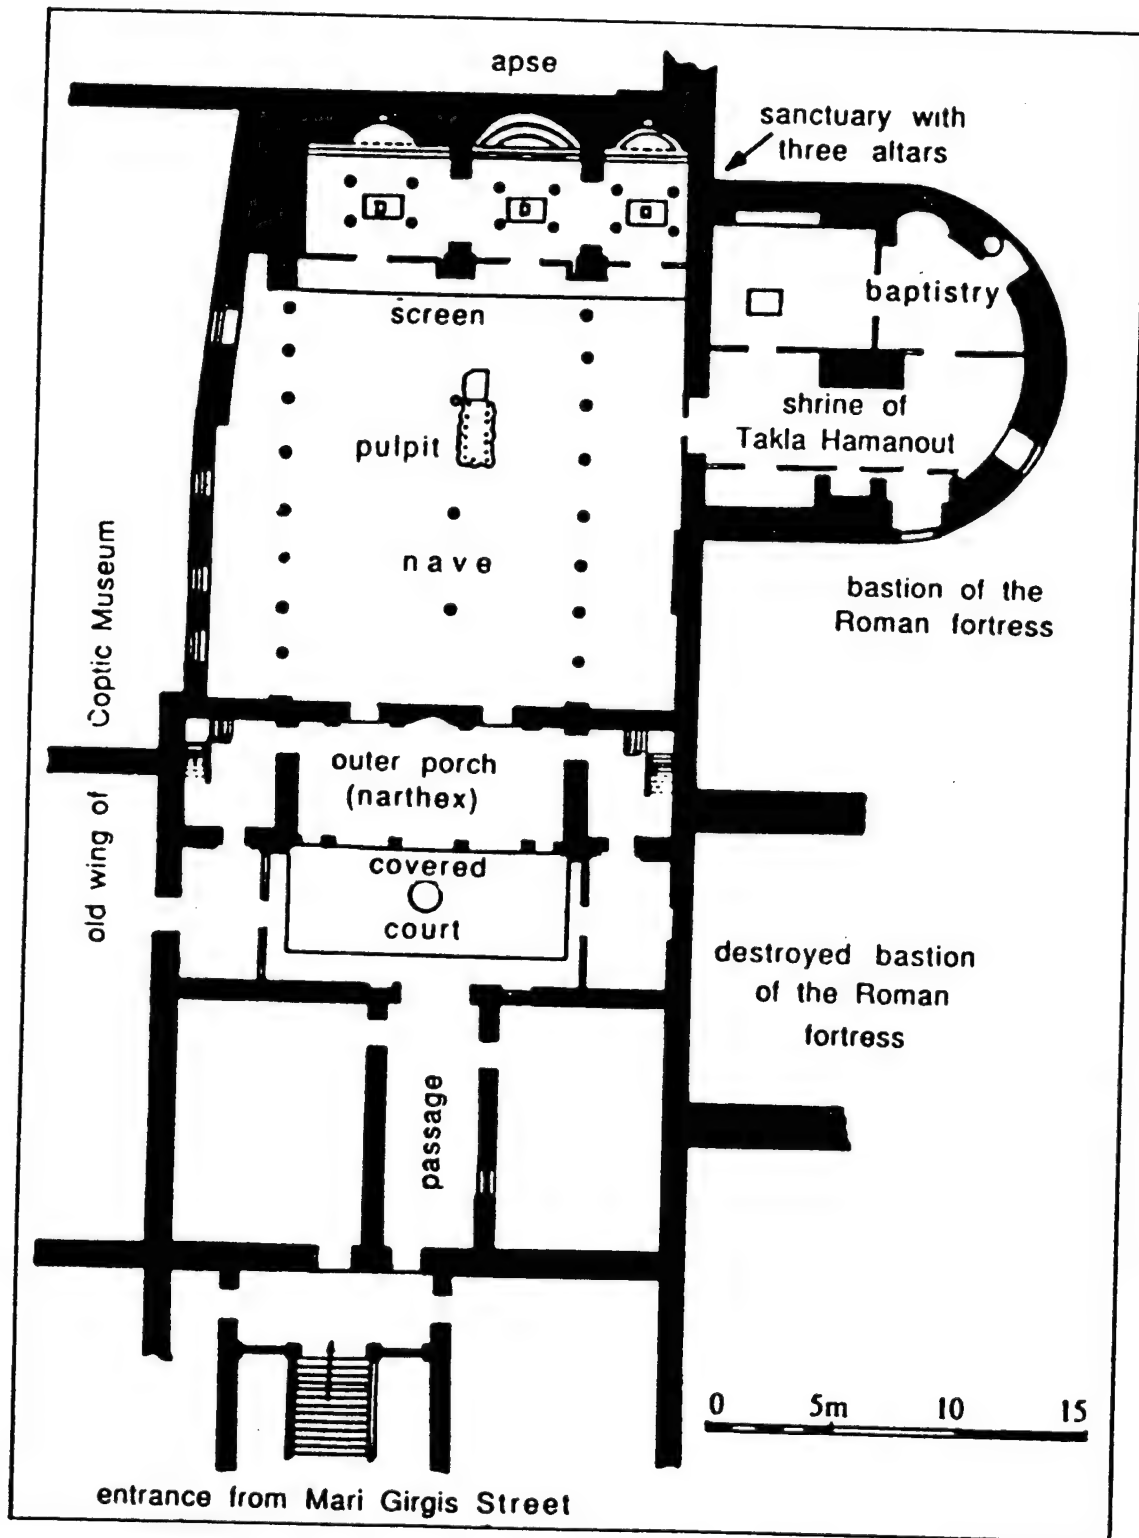 apse
sanctuary with
three altars
baptistry
screen
shrine of
Takla Hamanout
pulpit
nave
bastion of the
Roman fortress
old wing of Coptic Museum
outer porch
(narthex)
covered
court
destroyed bastion
of the Roman
fortress
passage
0 5m 10 15
entrance from Mari Girgis Street